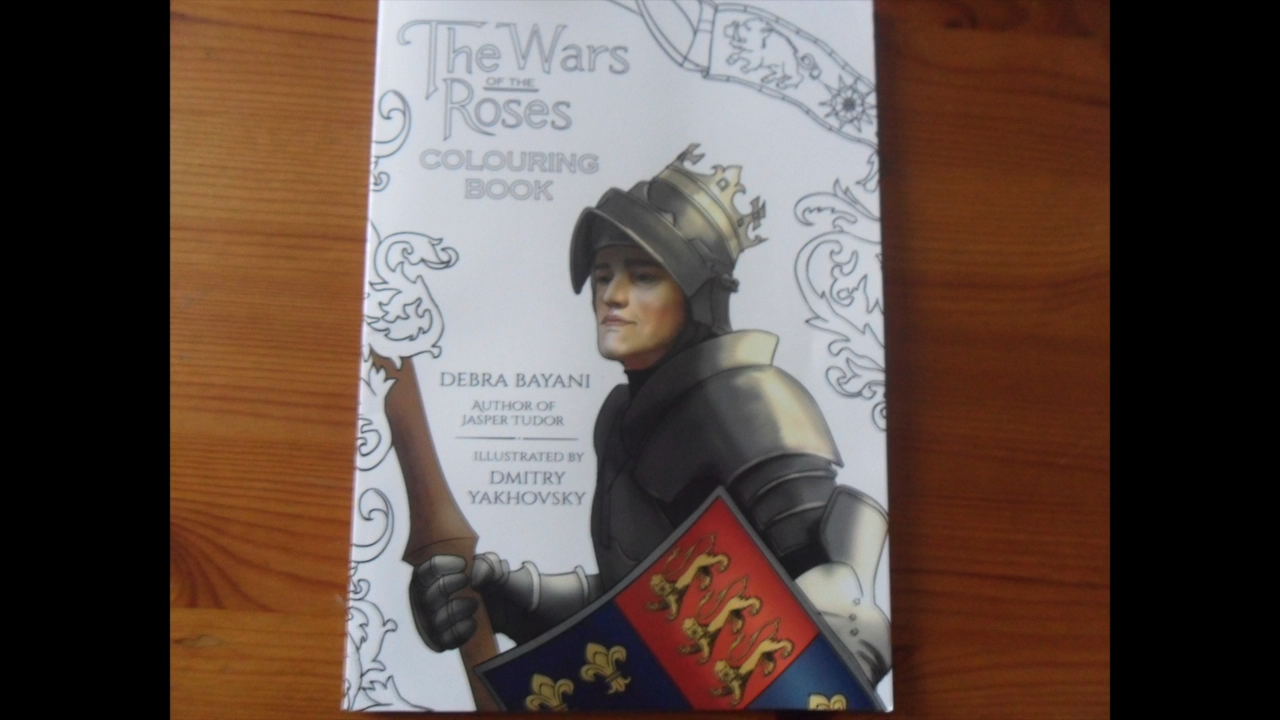 The Wars
OF THE
Roses
COLOURING
BOOK
DEBRA BAYANI
AUTHOR OF
JASPER TUDOR
ILLUSTRATED BY
DMITRY
YAKHOVSKY